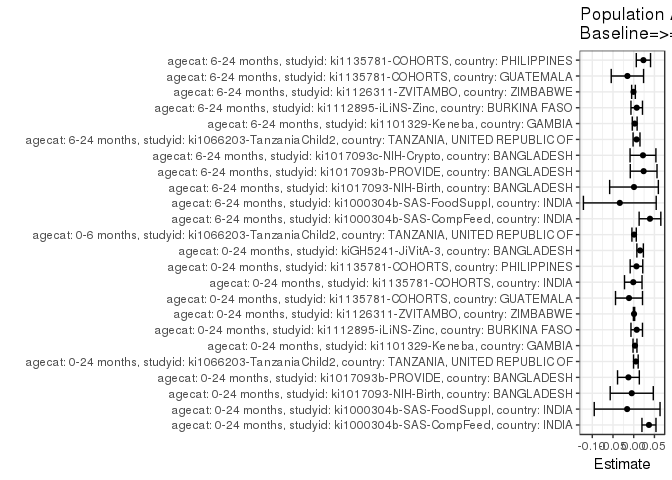 Population
Baseline=>=
agecat: 6-24 months, studyid: ki1135781-COHORTS, country: PHILIPPINES
agecat: 6-24 months, studyid: ki1135781-COHORTS, country: GUATEMALA
agecat: 6-24 months, studyid: ki1126311-ZVITAMBO, country: ZIMBABWE
agecat: 6-24 months, studyid: ki1112895-iLiNS-Zinc, country: BURKINA FASO
agecat: 6-24 months, studyid: ki1101329-Keneba, country: GAMBIA
agecat: 6-24 months, studyid: ki1066203-TanzaniaChild2, country: TANZANIA, UNITED REPUBLIC OF
agecat: 6-24 months, studyid: ki1017093c-NIH-Crypto, country: BANGLADESH
agecat: 6-24 months, studyid: ki1017093b-PROVIDE, country: BANGLADESH
agecat: 6-24 months, studyid: ki1017093-NIH-Birth, country: BANGLADESH
agecat: 6-24 months, studyid: ki1000304b-SAS-FoodSuppl, country: INDIA
agecat: 6-24 months, studyid: ki1000304b-SAS-CompFeed, country: INDIA
agecat: 0-6 months, studyid: ki1066203-TanzaniaChild2, country: TANZANIA, UNITED REPUBLIC OF
agecat: 0-24 months, studyid: kiGH5241-JiVitA-3, country: BANGLADESH
agecat: 0-24 months, studyid: ki1135781-COHORTS, country: PHILIPPINES
agecat: 0-24 months, studyid: ki1135781-COHORTS, country: INDIA
agecat: 0-24 months, studyid: ki1135781-COHORTS, country: GUATEMALA
agecat: 0-24 months, studyid: ki1126311-ZVITAMBO, country: ZIMBABWE
agecat: 0-24 months, studyid: ki1112895-iLiNS-Zinc, country: BURKINA FASO
agecat: 0-24 months, studyid: ki1101329-Keneba, country: GAMBIA
agecat: 0-24 months, studyid: ki1066203-TanzaniaChild2, country: TANZANIA, UNITED REPUBLIC OF
agecat: 0-24 months, studyid: ki1017093b-PROVIDE, country: BANGLADESH
agecat: 0-24 months, studyid: ki1017093-NIH-Birth, country: BANGLADESH
agecat: 0-24 months, studyid: ki1000304b-SAS-FoodSuppl, country: INDIA
agecat: 0-24 months, studyid: ki1000304b-SAS-CompFeed, country: INDIA
-0.10 -0.05 0.00 0.05
Estimate